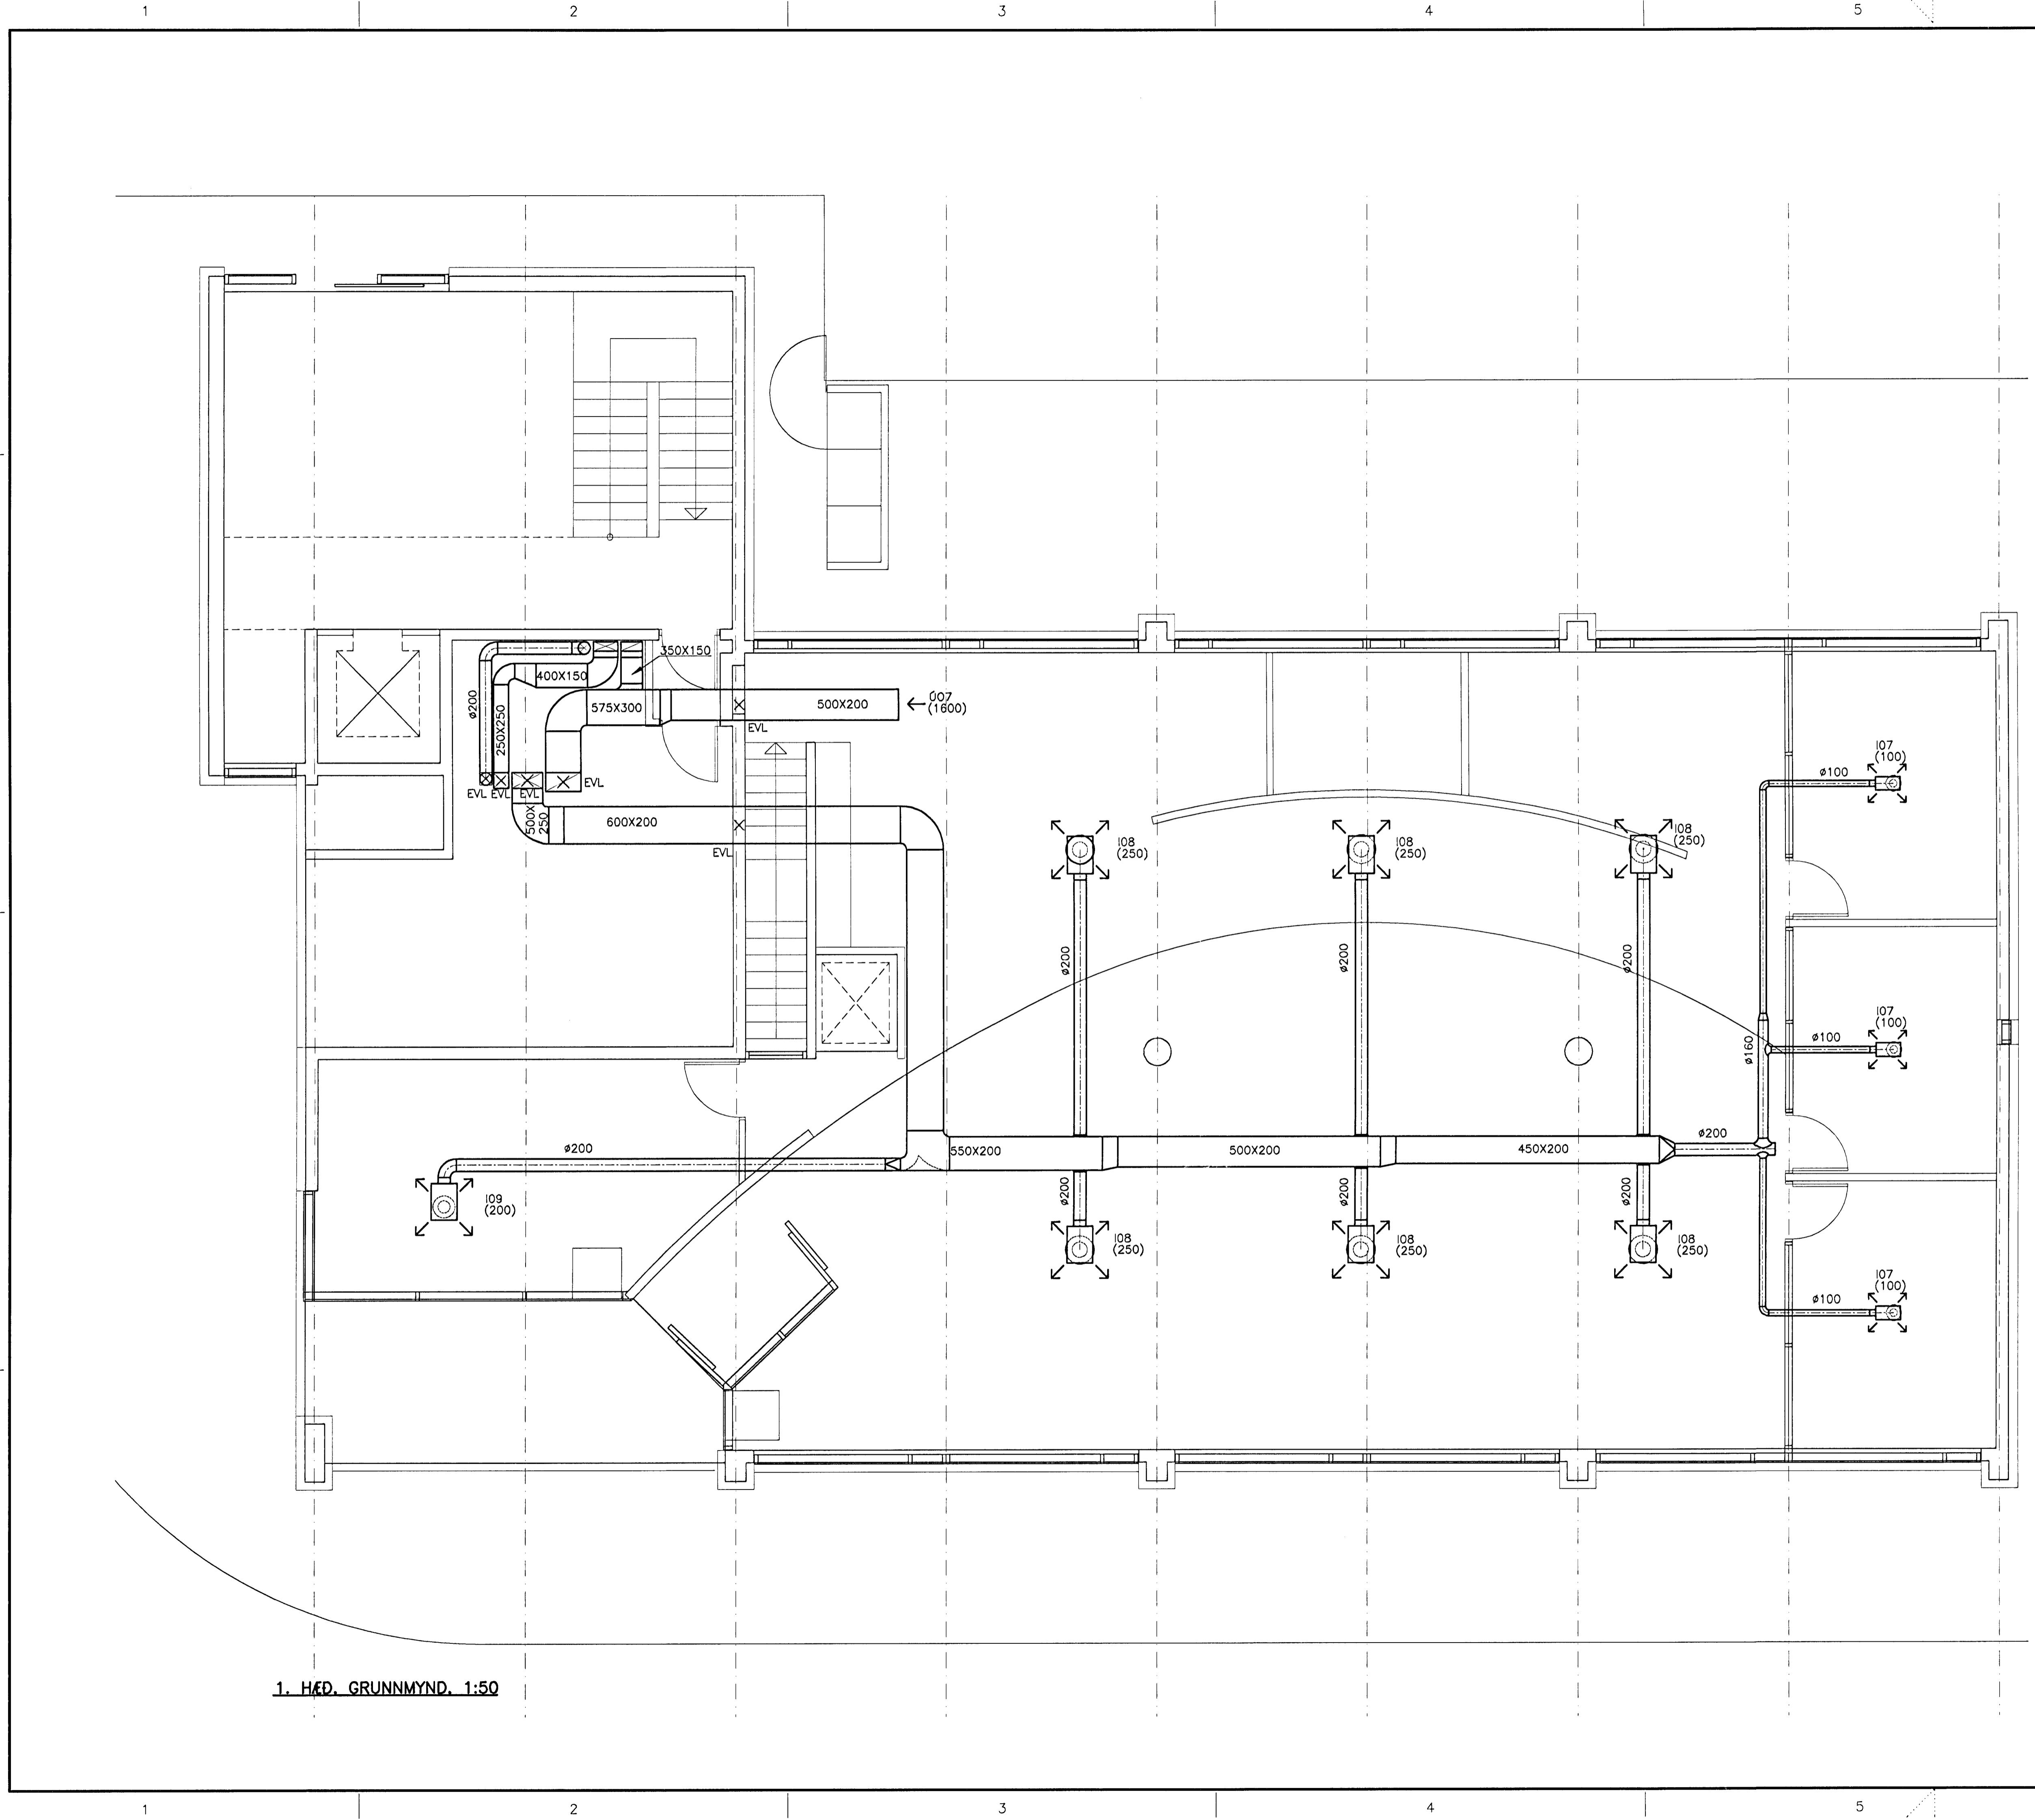 1 2 3 4 5
350X150
400X150
ø200
250X250
575X300
500X200
Ú07
(1600)
EVL
EVL
EVL EVL EVL
500X
250
600X200
EVL
I07
(100)
ø100
I08
(250)
I08
(250)
I08
(250)
ø200
ø200
ø200
I07
(100)
ø100
ø160
ø200
550X200
500X200
450X200
ø200
I09
(200)
ø200
ø200
ø200
I08
(250)
I08
(250)
I08
(250)
I07
(100)
ø100
1. HÆÐ. GRUNNMYND. 1:50
1 2 3 4 5